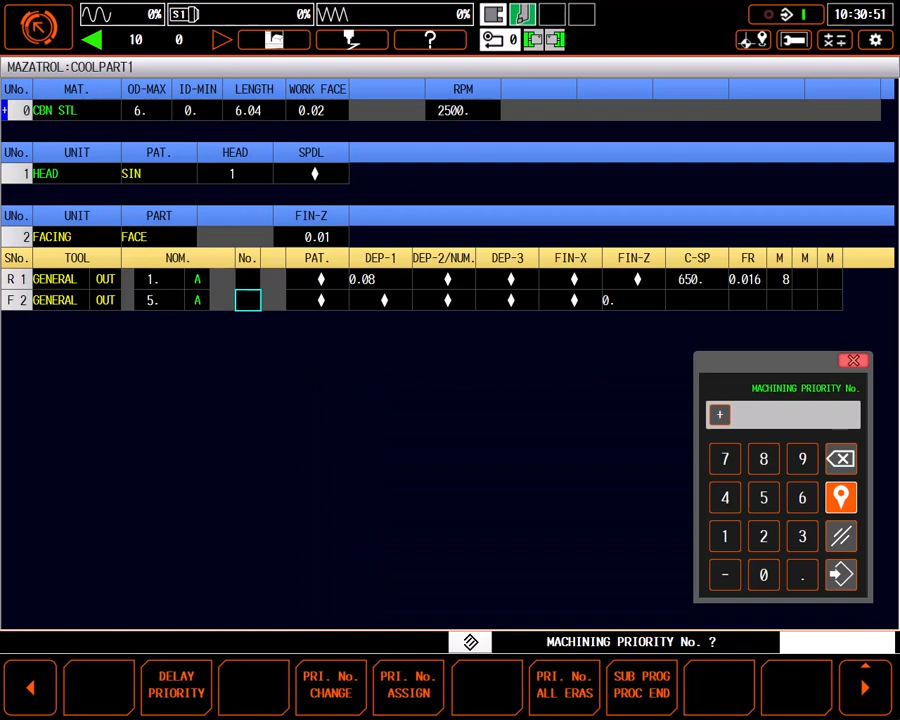 0% S1 0% 0% 10:30:51
10 0 ? 0
MAZATROL:COOLPART1
UNo. MAT. OD-MAX ID-MIN LENGTH WORK FACE RPM
+ 0 CBN STL 6. 0. 6.04 0.02 2500.
UNo. UNIT PAT. HEAD SPDL
1 HEAD SIN 1 ♦
UNo. UNIT PART FIN-Z
2 FACING FACE 0.01
SNo. TOOL NOM. No. PAT. DEP-1 DEP-2/NUM. DEP-3 FIN-X FIN-Z C-SP FR M M M
R 1 GENERAL OUT 1. A ♦ 0.08 ♦ ♦ ♦ ♦ 650. 0.016 8
F 2 GENERAL OUT 5. A ♦ ♦ ♦ ♦ ♦ 0.
MACHINING PRIORITY No.
+
7 8 9
4 5 6
1 2 3
- 0 .
MACHINING PRIORITY No. ?
DELAY
PRIORITY
PRI. No.
CHANGE
PRI. No.
ASSIGN
PRI. No.
ALL ERAS
SUB PROG
PROC END